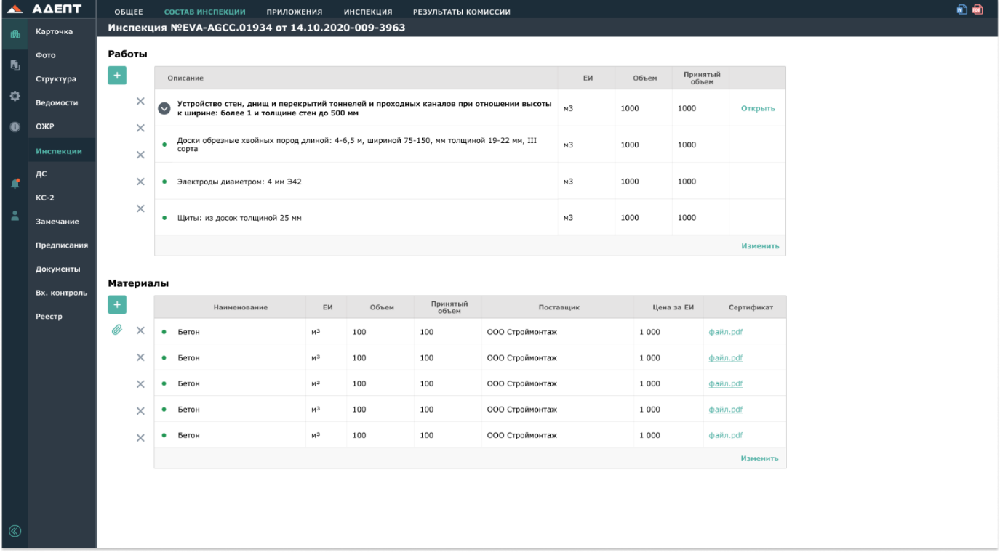 АДЕПТ
ОБЩЕЕ СОСТАВ ИНСПЕКЦИИ ПРИЛОЖЕНИЯ ИНСПЕКЦИЯ РЕЗУЛЬТАТЫ КОМИССИИ
Инспекция №EVA-AGCC.01934 от 14.10.2020-009-3963
Карточка
Фото
Структура
Ведомости
ОЖР
Инспекции
ДС
КС-2
Замечание
Предписания
Документы
Вх. контроль
Реестр
Работы
Описание ЕИ Объем Принятый
объем
Устройство стен, днищ и перекрытий тоннелей и проходных каналов при отношении высоты
к ширине: более 1 и толщине стен до 500 мм м3 1000 1000 Открыть
Доски обрезные хвойных пород длиной: 4-6,5 м, шириной 75-150, мм толщиной 19-22 мм, III
сорта м3 1000 1000
Электроды диаметром: 4 мм Э42 м3 1000 1000
Щиты: из досок толщиной 25 мм м3 1000 1000
Изменить
Материалы
Наименование ЕИ Объем Принятый
объем Поставщик Цена за ЕИ Сертификат
Бетон м³ 100 100 ООО Строймонтаж 1 000 файл.pdf
Бетон м³ 100 100 ООО Строймонтаж 1 000 файл.pdf
Бетон м³ 100 100 ООО Строймонтаж 1 000 файл.pdf
Бетон м³ 100 100 ООО Строймонтаж 1 000 файл.pdf
Бетон м³ 100 100 ООО Строймонтаж 1 000 файл.pdf
Изменить